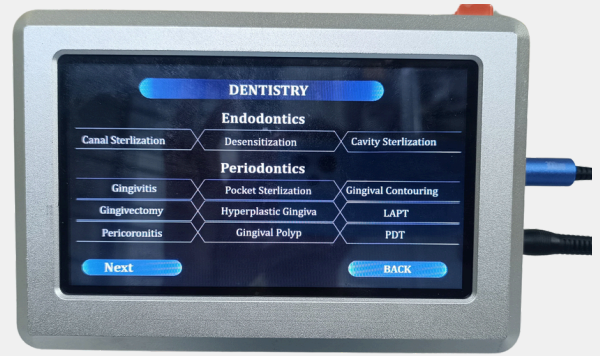 DENTISTRY
Endodontics
Canal Sterlization Desensitization Cavity Sterlization
Periodontics
Gingivitis Pocket Sterlization Gingival Contouring
Gingivectomy Hyperplastic Gingiva LAPT
Pericoronitis Gingival Polyp PDT
Next BACK